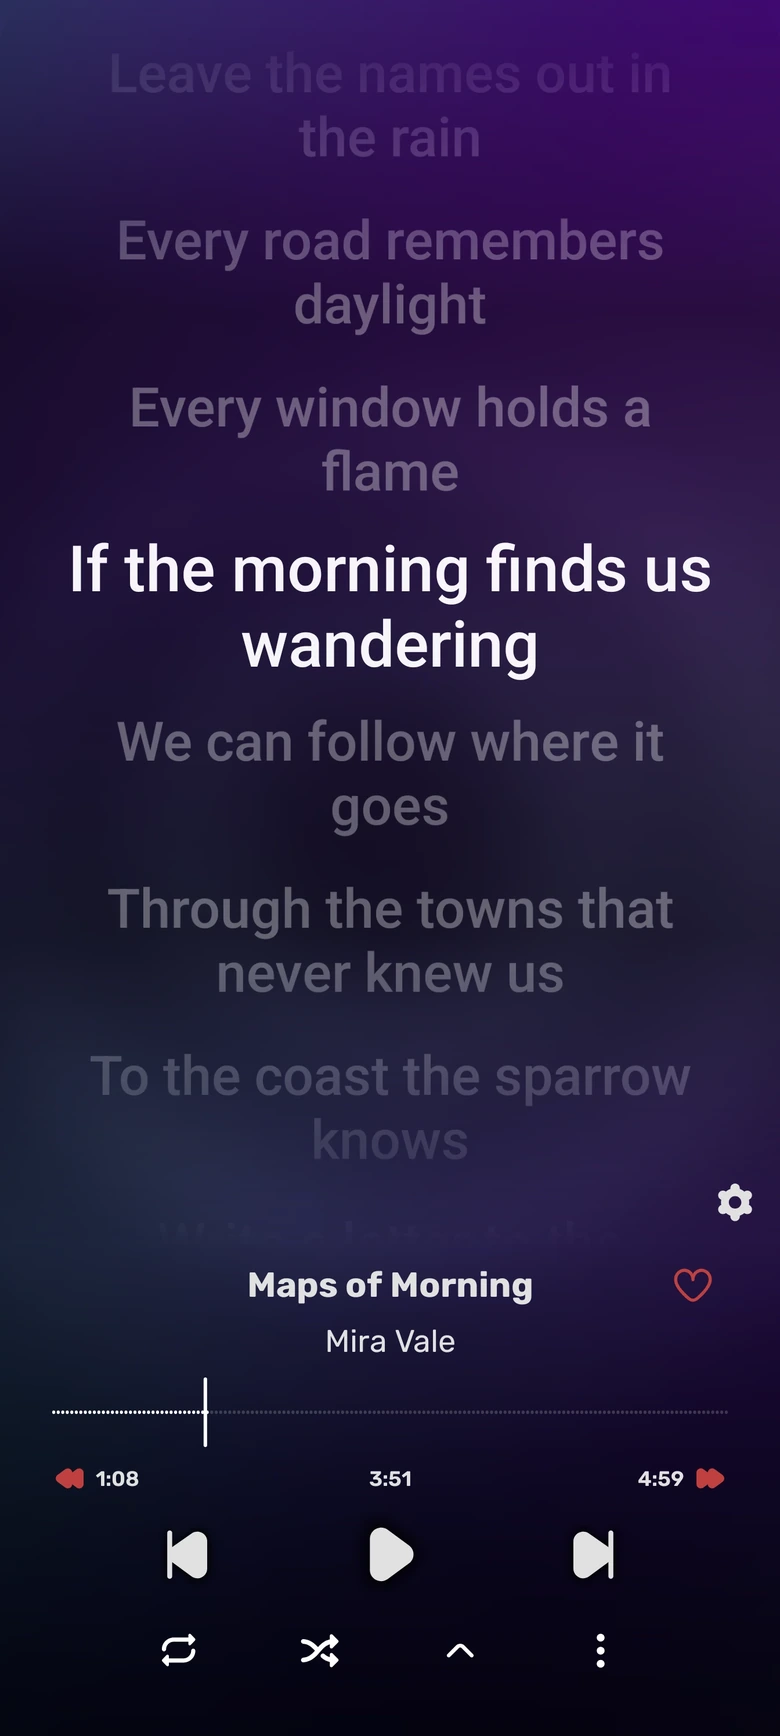 Leave the names out in
the rain
Every road remembers
daylight
Every window holds a
flame
If the morning finds us
wandering
We can follow where it
goes
Through the towns that
never knew us
To the coast the sparrow
knows
Maps of Morning
Mira Vale
1:08 3:51 4:59